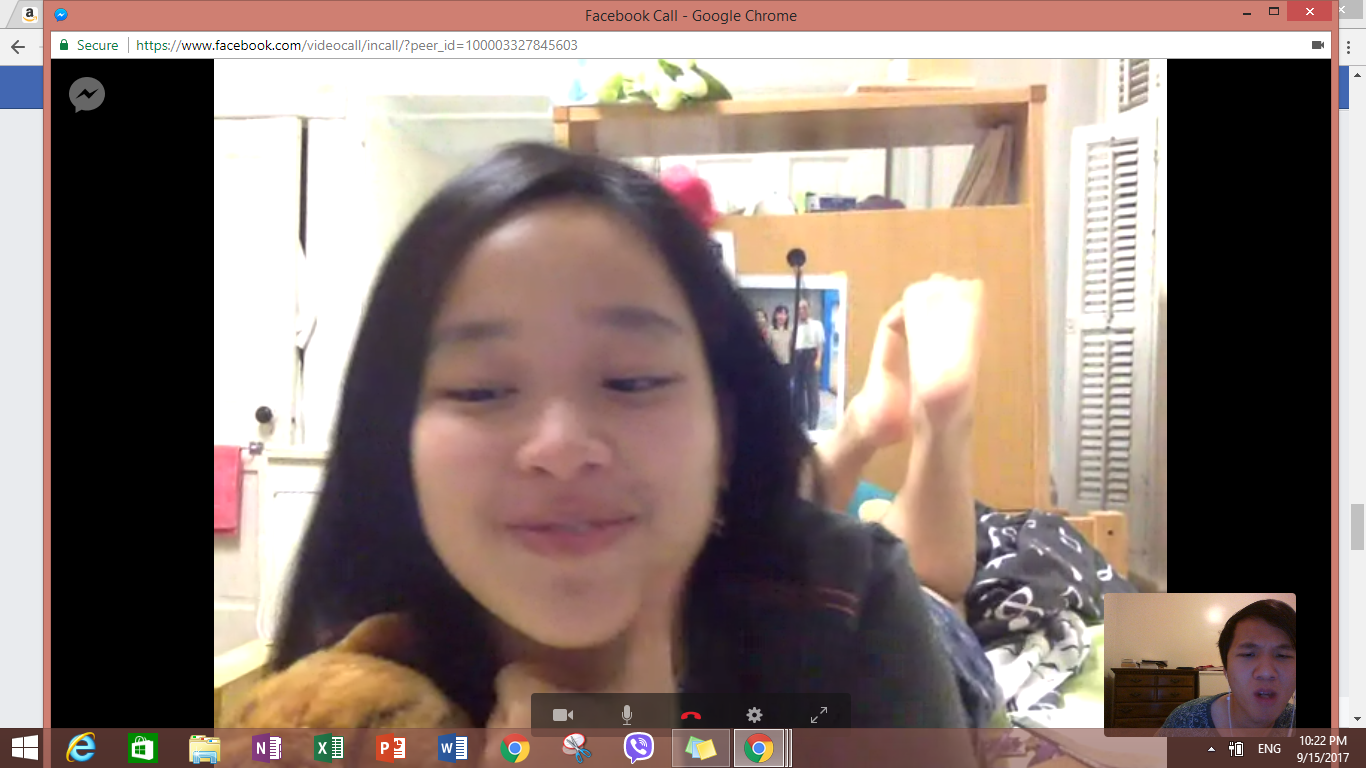 Facebook Call - Google Chrome
Secure
https://www.facebook.com/videocall/incall/?peer_id=100003327845603
ENG
10:22 PM
9/15/2017